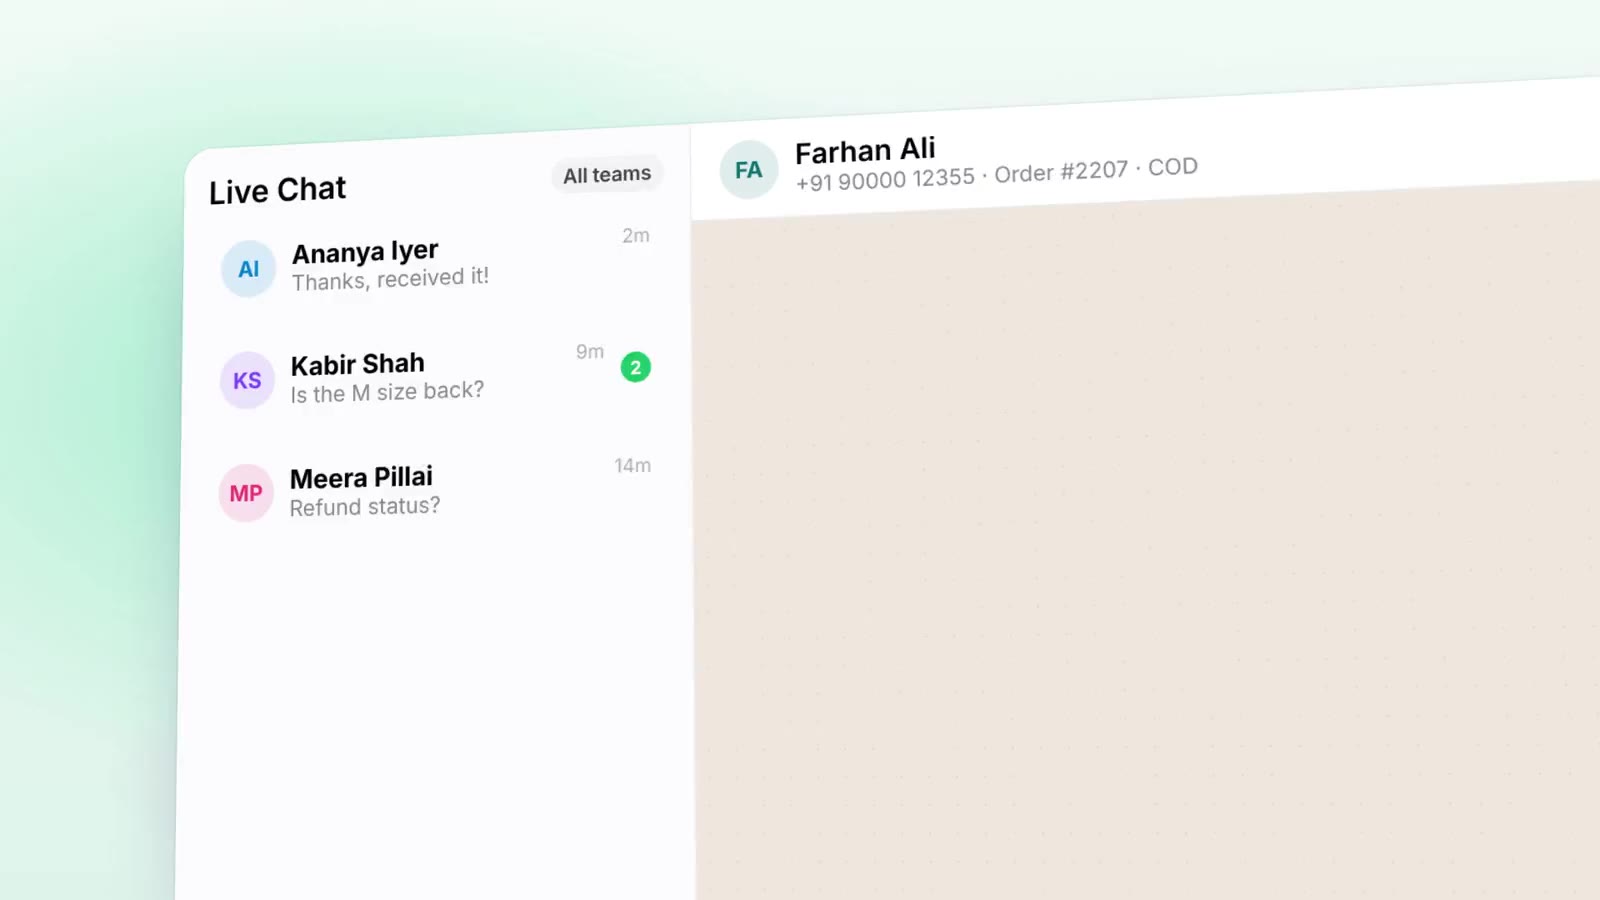 Live Chat
All teams
AI
Ananya Iyer
2m
Thanks, received it!
KS
Kabir Shah
9m
2
Is the M size back?
MP
Meera Pillai
14m
Refund status?
FA
Farhan Ali
+91 90000 12355 · Order #2207 · COD